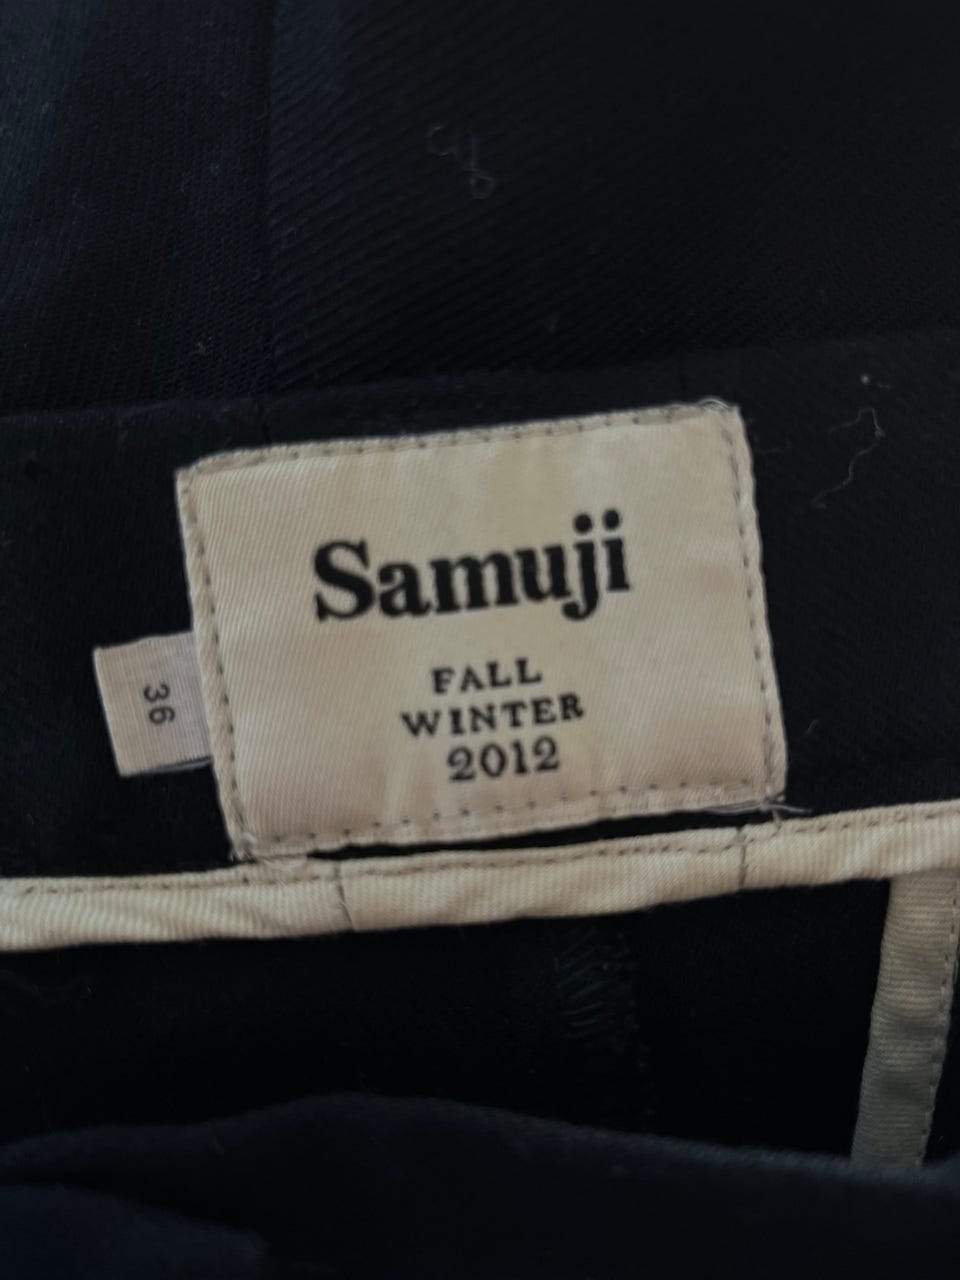 Samuji
FALL
WINTER
2012
36